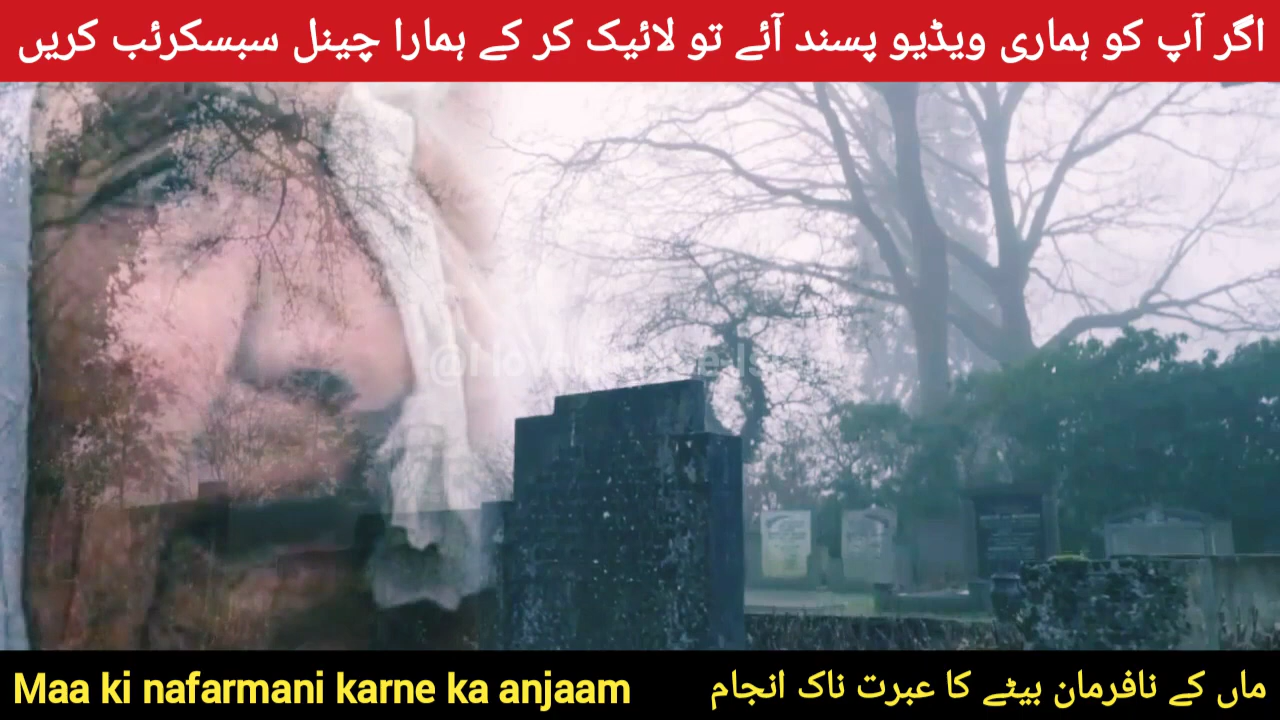 اگر آپ کو ہماری ویڈیو پسند آئے تو لائیک کر کے ہمارا چینل سبسکرئب کریں
Maa ki nafarmani karne ka anjaam
ماں کے نافرمان بیٹے کا عبرت ناک انجام